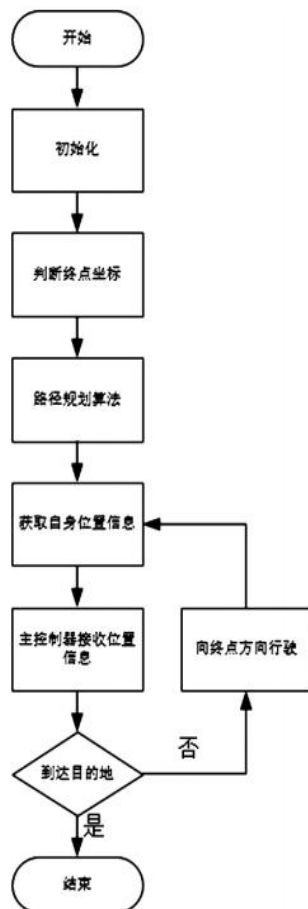 开始
初始化
判断终点坐标
路径规划算法
获取自身位置信息
主控制器接收位置
信息
向终点方向行驶
到达目的地
否
是
结束